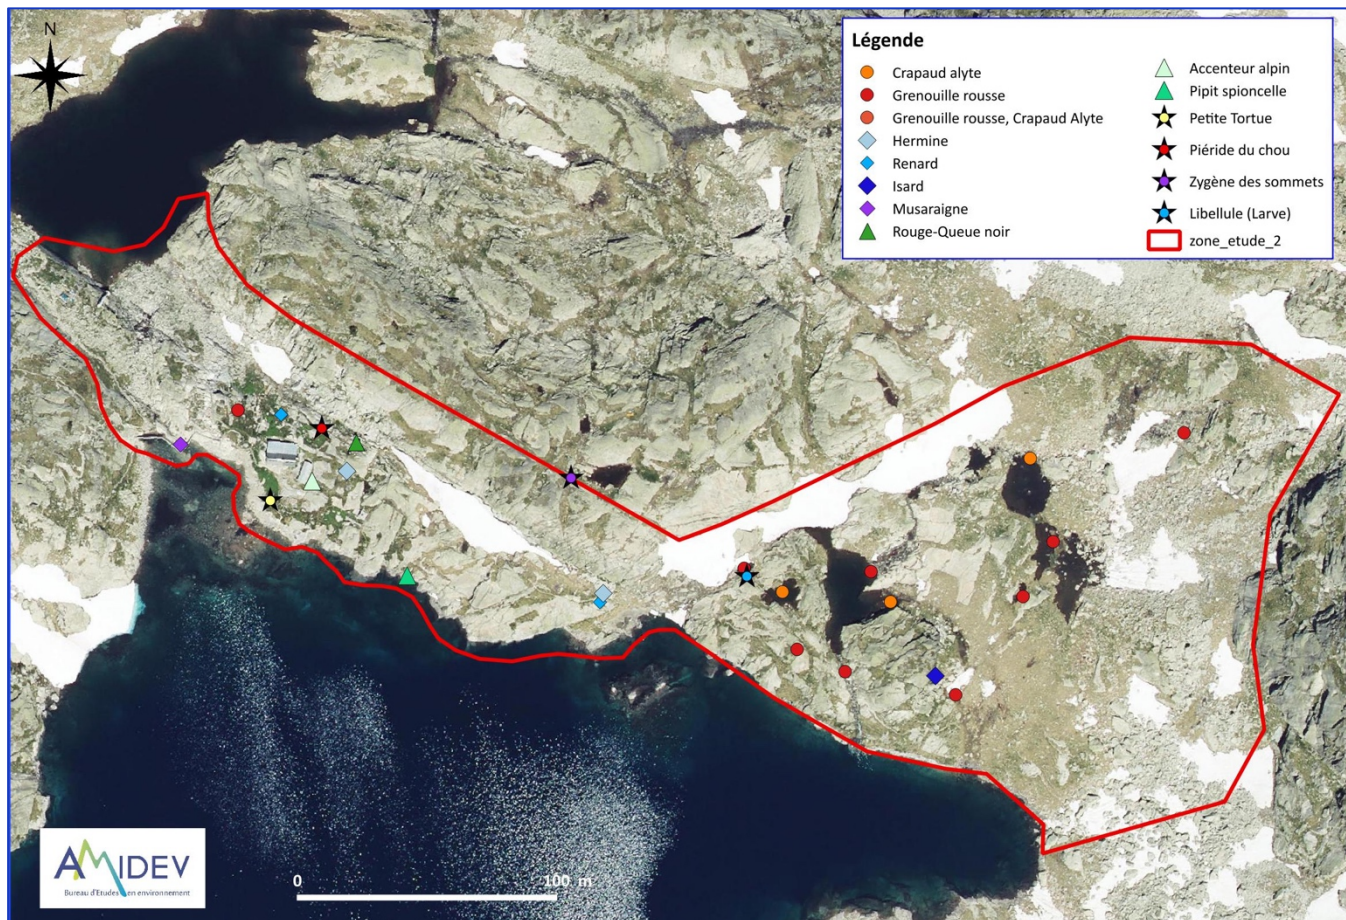 N
Légende
Crapaud alyte
Grenouille rousse
Grenouille rousse, Crapaud Alyte
Hermine
Renard
Isard
Musaraigne
Rouge-Queue noir
Accenteur alpin
Pipit spioncelle
Petite Tortue
Piéride du chou
Zygène des sommets
Libellule (Larve)
zone_etude_2
AMIDEV
Bureau d'Etudes en environnement
0 100 m